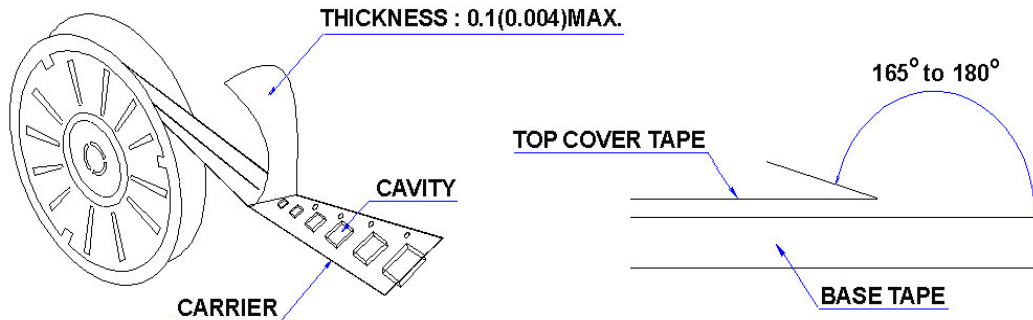 THICKNESS : 0.1(0.004)MAX.
165° to 180°
TOP COVER TAPE
CAVITY
CARRIER
BASE TAPE